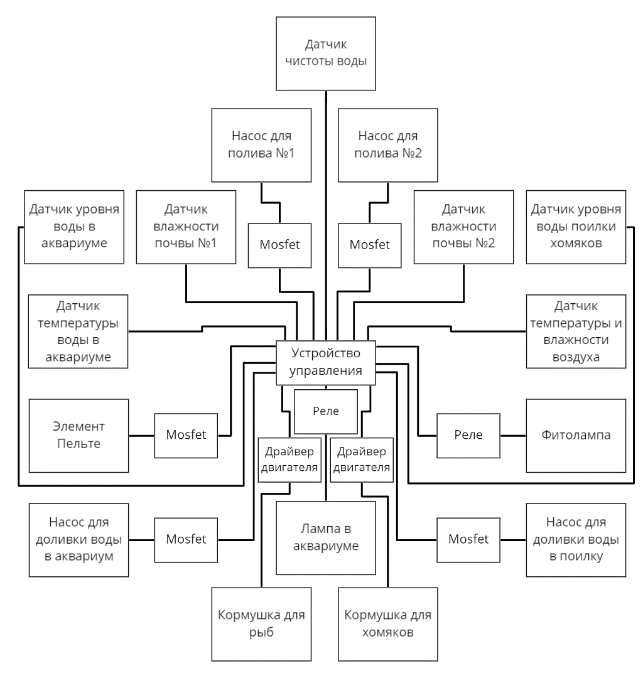 Датчик
чистоты воды
Насос для
полива №1
Насос для
полива №2
Датчик уровня
воды в
аквариуме
Датчик
влажности
почвы №1
Mosfet
Mosfet
Датчик
влажности
почвы №2
Датчик уровня
воды поилки
хомяков
Датчик
температуры
воды в
аквариуме
Устройство
управления
Датчик
температуры и
влажности
воздуха
Элемент
Пельте
Mosfet
Реле
Реле
Фитолампа
Драйвер
двигателя
Драйвер
двигателя
Насос для
доливки воды
в аквариум
Mosfet
Лампа в
аквариуме
Mosfet
Насос для
доливки воды
в поилку
Кормушка для
рыб
Кормушка для
хомяков